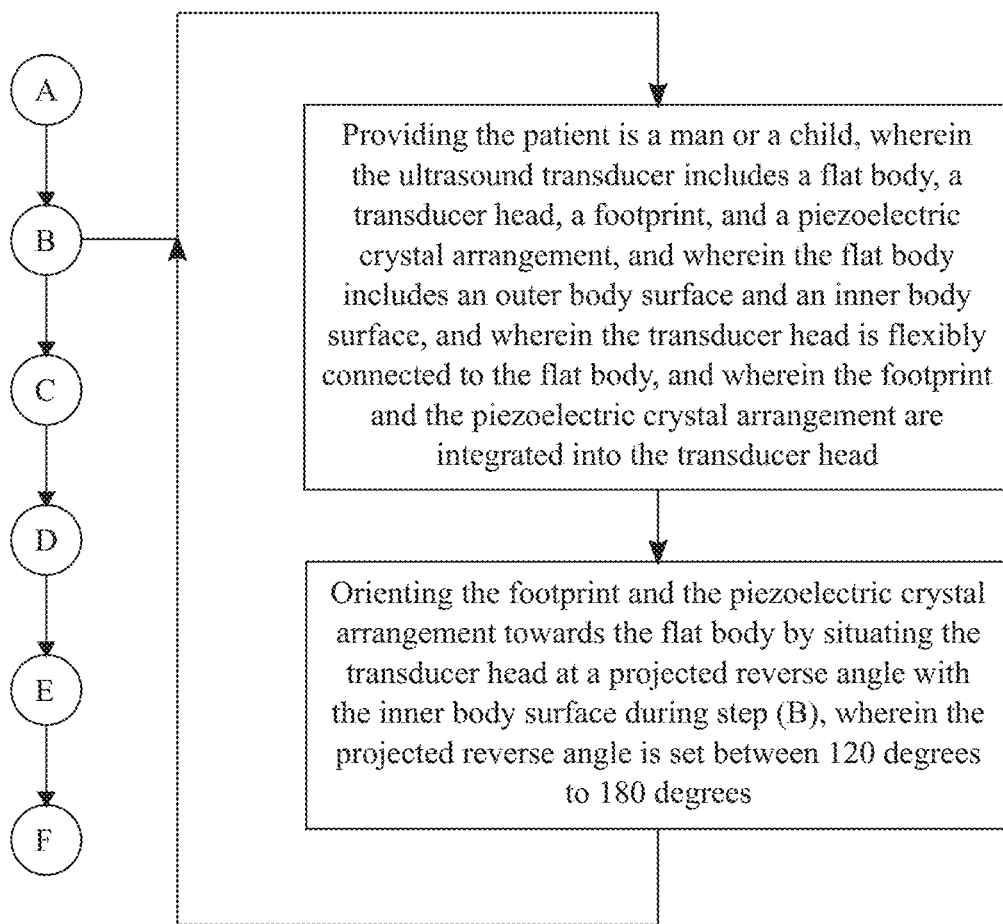 A
B
C
D
E
F
Providing the patient is a man or a child, wherein
the ultrasound transducer includes a flat body, a
transducer head, a footprint, and a piezoelectric
crystal arrangement, and wherein the flat body
includes an outer body surface and an inner body
surface, and wherein the transducer head is flexibly
connected to the flat body, and wherein the footprint
and the piezoelectric crystal arrangement are
integrated into the transducer head
Orienting the footprint and the piezoelectric crystal
arrangement towards the flat body by situating the
transducer head at a projected reverse angle with
the inner body surface during step (B), wherein the
projected reverse angle is set between 120 degrees
to 180 degrees